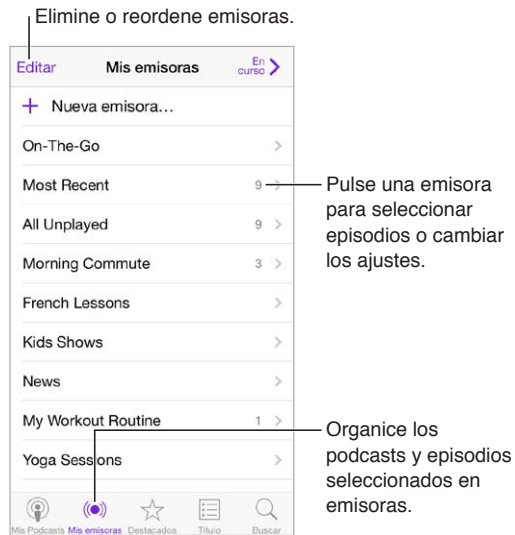 Elimine o reordene emisoras.
Editar
Mis emisoras
En
curso
+ Nueva emisora…
On-The-Go
Most Recent 9
Pulse una emisora
para seleccionar
episodios o cambiar
los ajustes.
All Unplayed 9
Morning Commute 3
French Lessons
Kids Shows
News
My Workout Routine 1
Yoga Sessions
Organice los
podcasts y episodios
seleccionados en
emisoras.
Mis Podcasts Mis emisoras Destacados Título Buscar